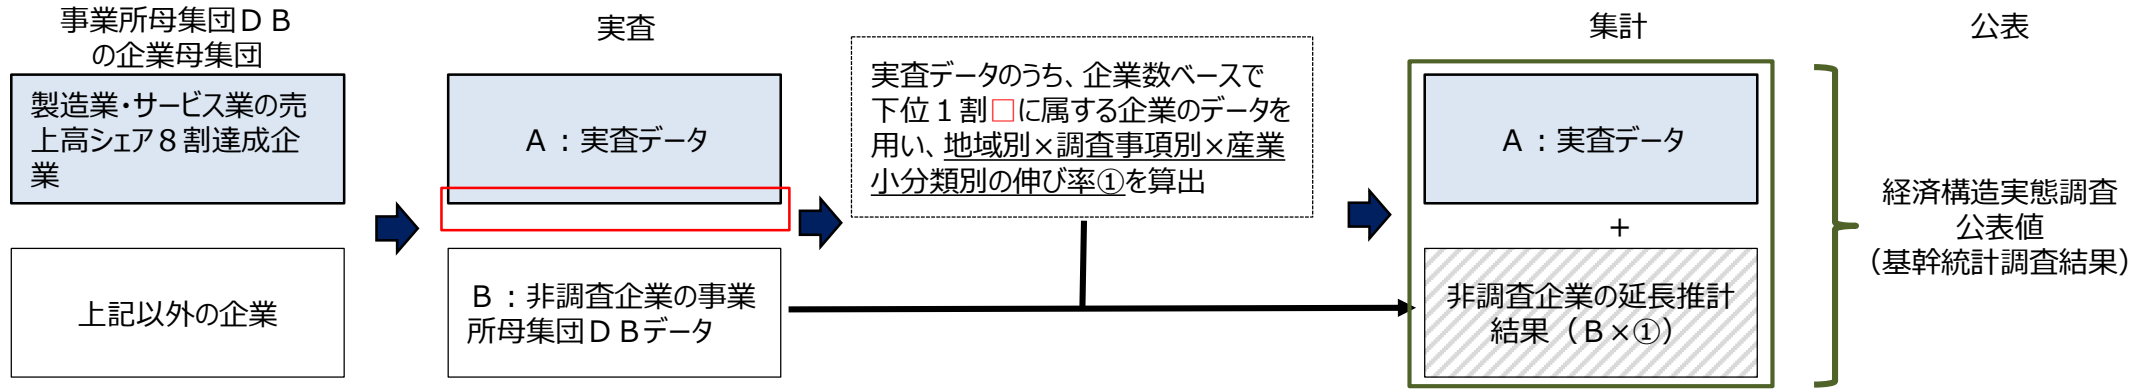 事業所母集団ＤＢ
の企業母集団
製造業・サービス業の売
上高シェア８割達成企
業
上記以外の企業
実査
Ａ：実査データ
Ｂ：非調査企業の事業
所母集団ＤＢデータ
実査データのうち、企業数ベースで
下位１割□に属する企業のデータを
用い、地域別×調査事項別×産業
小分類別の伸び率①を算出
集計
Ａ：実査データ
＋
非調査企業の延長推計
結果（Ｂ×①）
公表
経済構造実態調査
公表値
（基幹統計調査結果）